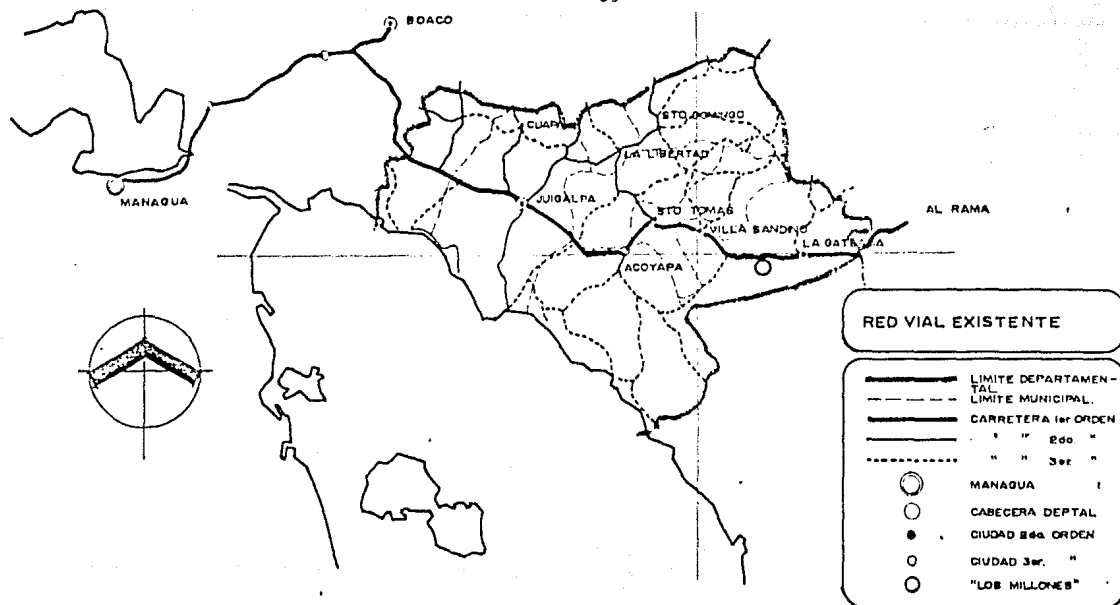 BOACO
STO DOMINGO
CUAPA
LA LIBERTAD
MANAGUA
JUIGALPA
STO TOMAS
AL RAMA
VILLA SANDINO
LA GATEADA
ACOYAPA
RED VIAL EXISTENTE
LIMITE DEPARTAMEN-
TAL
LIMITE MUNICIPAL.
CARRETERA 1er ORDEN
" " 2do. "
" " 3er "
MANAGUA
CABECERA DEPTAL
CIUDAD 2do. ORDEN
CIUDAD 3er. "
"LOS MILLONES"